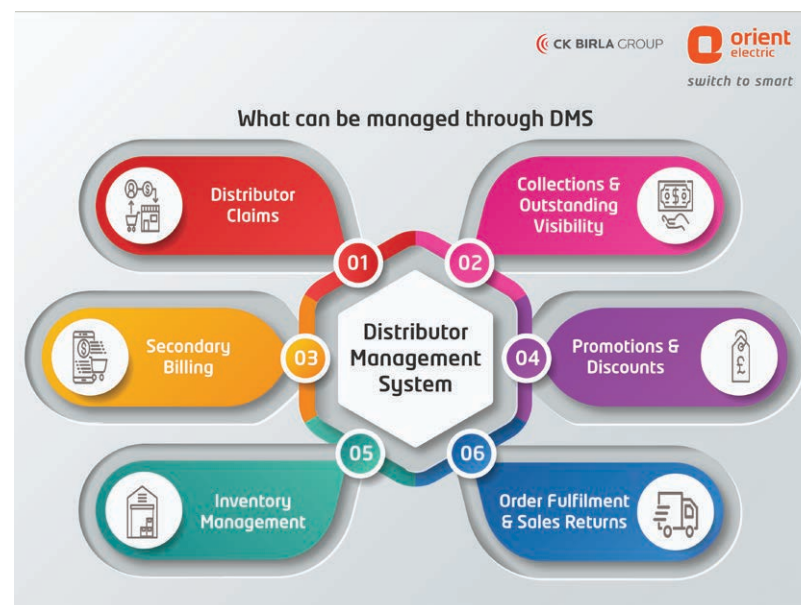 CK BIRLA GROUP
orient
electric
switch to smart
What can be managed through DMS
Distributor
Claims
01
Collections &
Outstanding
Visibility
02
Secondary
Billing
03
Distributor
Management
System
04
Promotions &
Discounts
Inventory
Management
05
06
Order Fulfilment
& Sales Returns